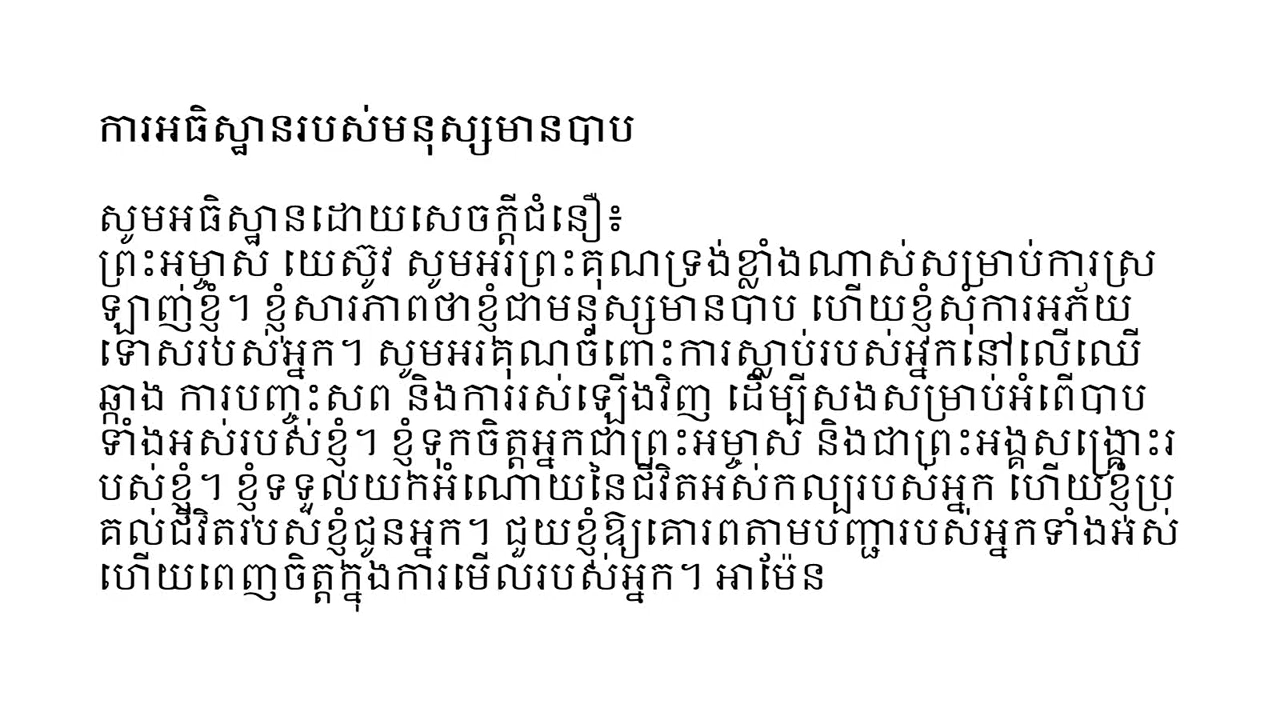 ការអធិស្ឋានរបស់មនុស្សមានបាប
សូមអធិស្ឋានដោយសេចក្តីជំនឿ៖
ព្រះអម្ចាស់ យេស៊ូវ សូមអរព្រះគុណទ្រង់ខ្លាំងណាស់សម្រាប់ការស្រ
ឡាញ់ខ្ញុំ។ ខ្ញុំសារភាពថាខ្ញុំជាមនុស្សមានបាប ហើយខ្ញុំសុំការអភ័យ
ទោសរបស់អ្នក។ សូមអរគុណចំពោះការស្លាប់របស់អ្នកនៅលើឈើ
ឆ្កាង ការបញ្ចុះសព និងការរស់ឡើងវិញ ដើម្បីសងសម្រាប់អំពើបាប
ទាំងអស់របស់ខ្ញុំ។ ខ្ញុំទុកចិត្តអ្នកជាព្រះអម្ចាស់ និងជាព្រះអង្គសង្គ្រោះរ
បស់ខ្ញុំ។ ខ្ញុំទទួលយកអំណោយនៃជីវិតអស់កល្បរបស់អ្នក ហើយខ្ញុំប្រ
គល់ជីវិតរបស់ខ្ញុំជូនអ្នក។ ជួយខ្ញុំឱ្យគោរពតាមបញ្ជារបស់អ្នកទាំងអស់
ហើយពេញចិត្តក្នុងការមើលរបស់អ្នក។ អាម៉ែន